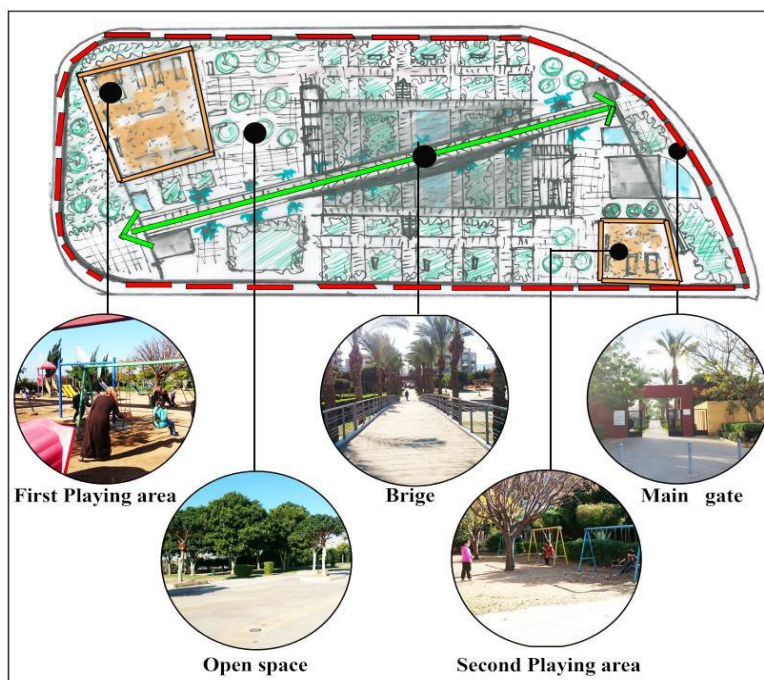 First Playing area
Brige
Main gate
Open space
Second Playing area